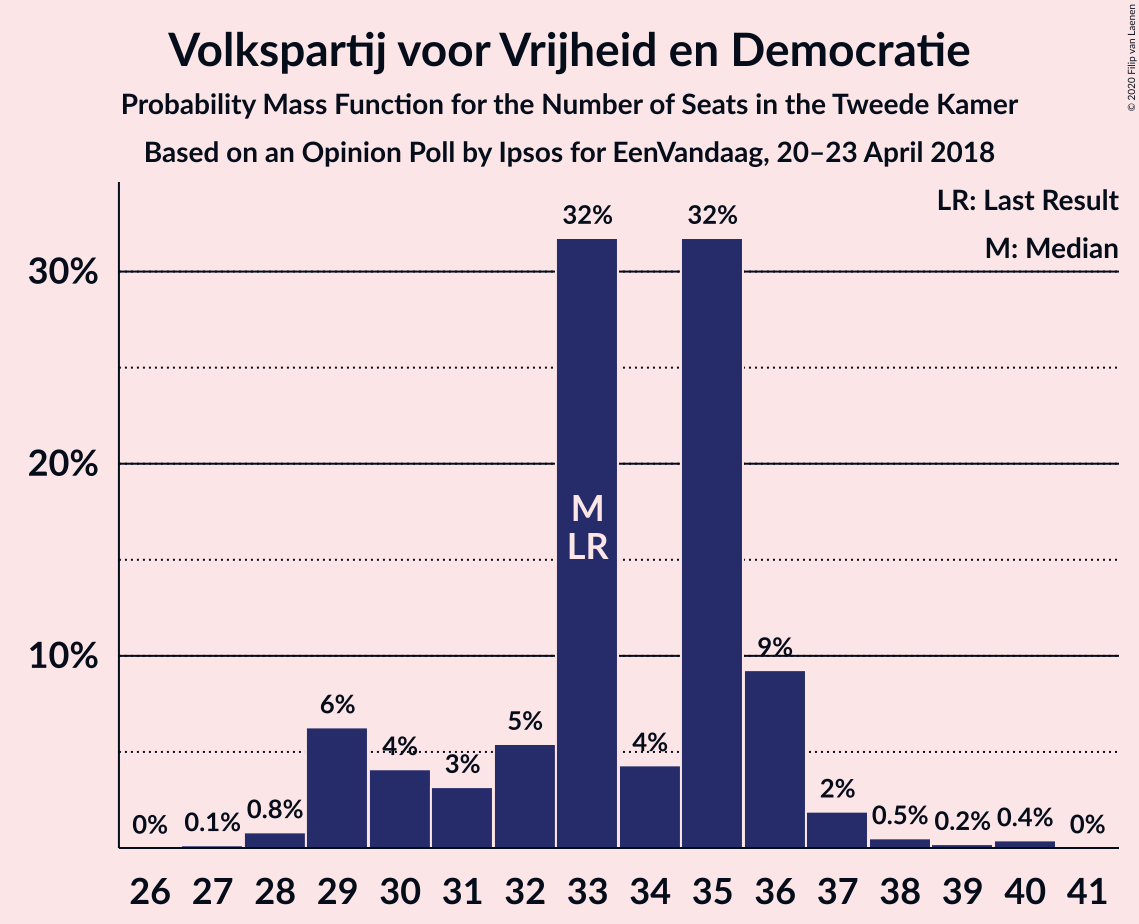 Volkspartij voor Vrijheid en Democratie
Probability Mass Function for the Number of Seats in the Tweede Kamer
Based on an Opinion Poll by Ipsos for EenVandaag, 20–23 April 2018
© 2020 Filip van Laenen
LR: Last Result
M: Median
30%
20%
10%
0%
0.1%
0.8%
6%
4%
3%
5%
32%
4%
32%
9%
2%
0.5%
0.2%
0.4%
0%
M
LR
26 27 28 29 30 31 32 33 34 35 36 37 38 39 40 41